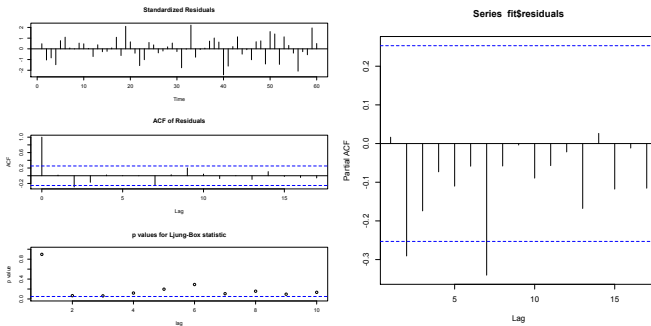 Standardized Residuals
2
1
0
-2
0 10 20 30 40 50 60
Time
ACF of Residuals
ACF
1.0
0.6
0.2
-0.2
0 5 10 15
Lag
p values for Ljung-Box statistic
p value
0.8
0.4
0.0
2 4 6 8 10
lag
Series fit$residuals
Partial ACF
0.2
0.1
0.0
-0.1
-0.2
-0.3
5 10 15
Lag